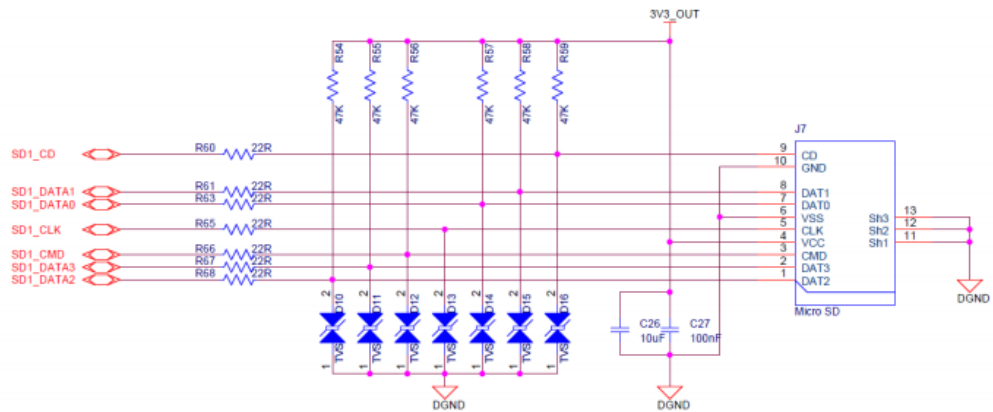 3V3_OUT
R54 R55 R56 R57 R58 R59
47K 47K 47K 47K 47K 47K
J7
SD1_CD R60 22R 9 CD
10 GND
SD1_DATA1 R61 22R 8 DAT1
SD1_DATA0 R63 22R 7 DAT0
6 VSS Sh3 13
SD1_CLK R65 22R 5 CLK Sh2 12
4 VCC Sh1 11
SD1_CMD R66 22R 3 CMD
SD1_DATA3 R67 22R 2 DAT3
SD1_DATA2 R68 22R 1 DAT2
2 2 2 2 2 2 2
D10 D11 D12 D13 D14 D15 D16
TVS TVS TVS TVS TVS TVS TVS
1 1 1 1 1 1 1
DGND
Micro SD
C26 C27
10uF 100nF
DGND DGND